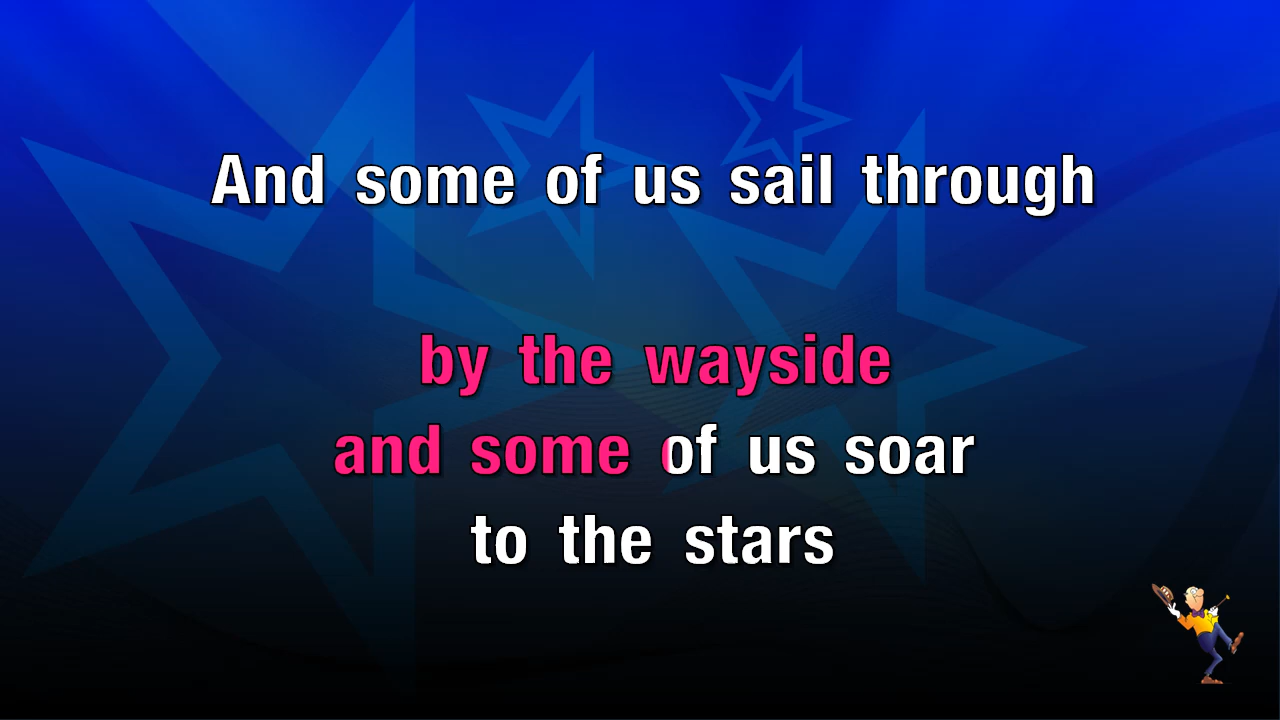 And some of us sail through
by the wayside
and some of us soar
to the stars